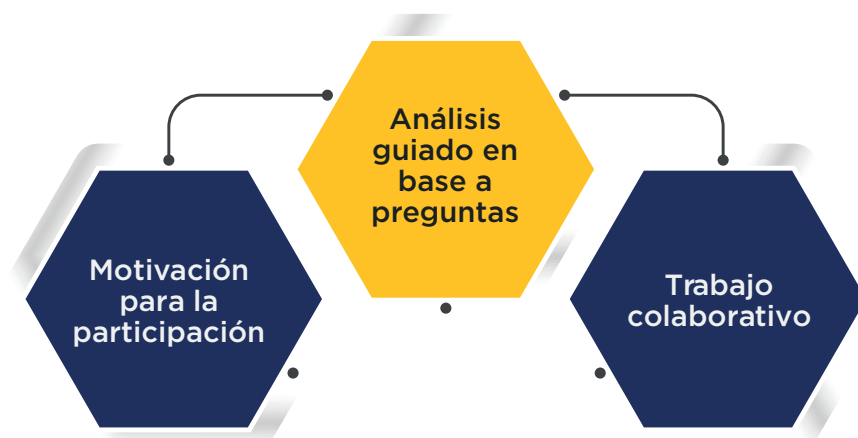 Análisis
guiado en
base a
preguntas
Motivación
para la
participación
Trabajo
colaborativo